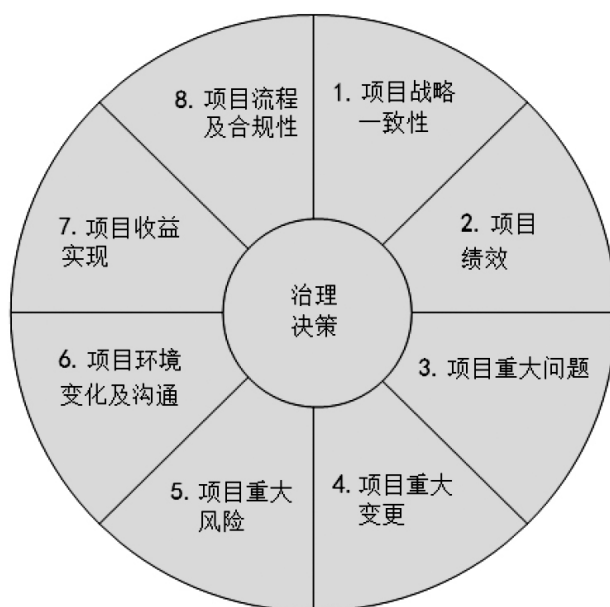 1. 项目战略
一致性
2. 项目
绩效
3. 项目重大问题
4. 项目重大
变更
5. 项目重大
风险
6. 项目环境
变化及沟通
7. 项目收益
实现
8. 项目流程
及合规性
治理
决策